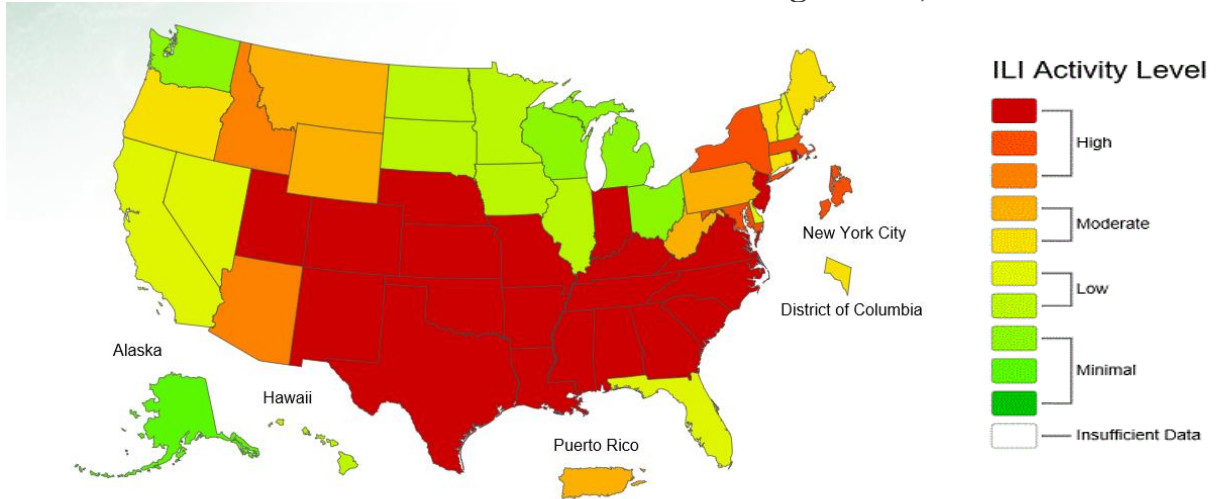 ILI Activity Level
High
Moderate
Low
Minimal
Insufficient Data
New York City
District of Columbia
Alaska
Hawaii
Puerto Rico